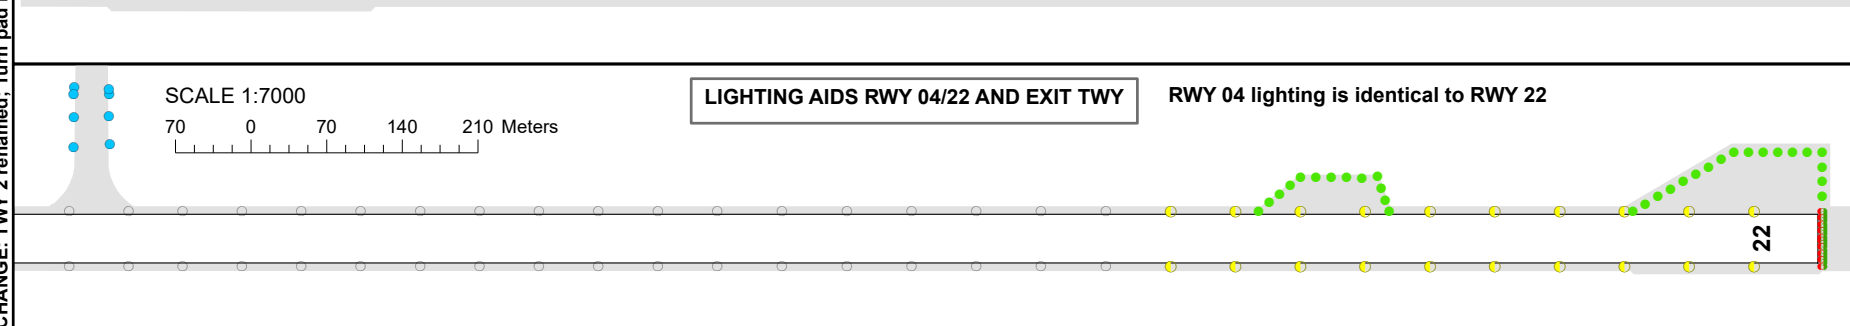 CHANGE: TWY 2 renamed; Turn pad
SCALE 1:7000
70 0 70 140 210 Meters
LIGHTING AIDS RWY 04/22 AND EXIT TWY
RWY 04 lighting is identical to RWY 22
22